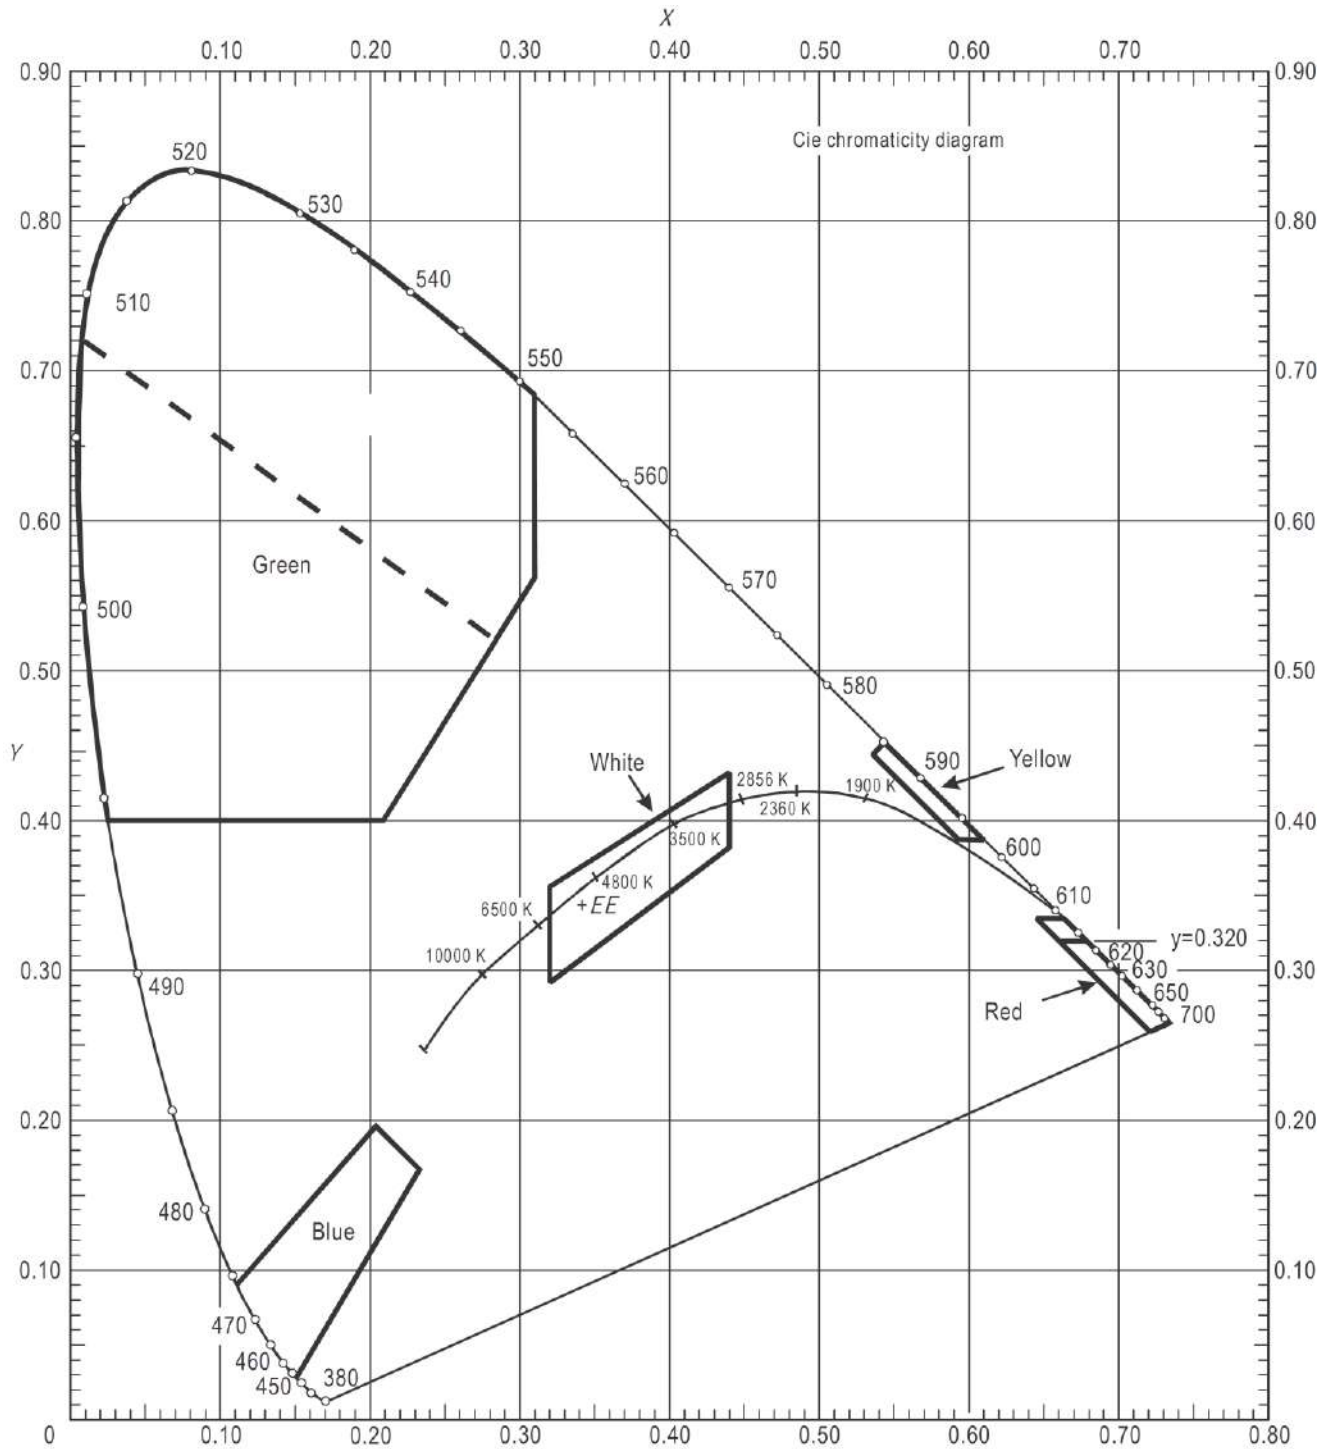 X
0.10 0.20 0.30 0.40 0.50 0.60 0.70
0.90 0.90
Cie chromaticity diagram
520
530
0.80 0.80
540
510
550
0.70 0.70
560
0.60 0.60
Green
570
500
0.50 580 0.50
Y
White 590 Yellow
2856 K
1900 K
2360 K
0.40 0.40
3500 K 600
4800 K
610
6500 K +EE
y=0.320
620
10000 K
0.30 630 0.30
490 650
Red 700
0.20 0.20
480
Blue
0.10 0.10
470
460
450 380
0 0.10 0.20 0.30 0.40 0.50 0.60 0.70 0.80